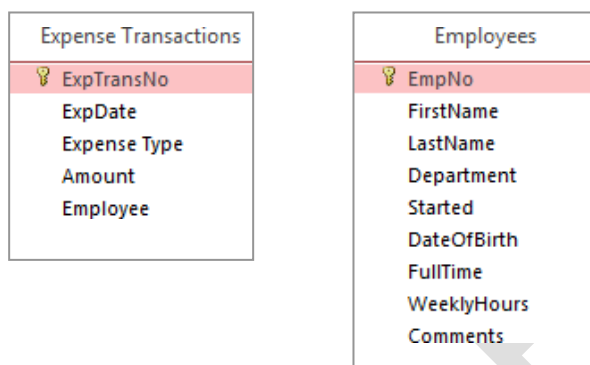 Expense Transactions
ExpTransNo
ExpDate
Expense Type
Amount
Employee
Employees
EmpNo
FirstName
LastName
Department
Started
DateOfBirth
FullTime
WeeklyHours
Comments